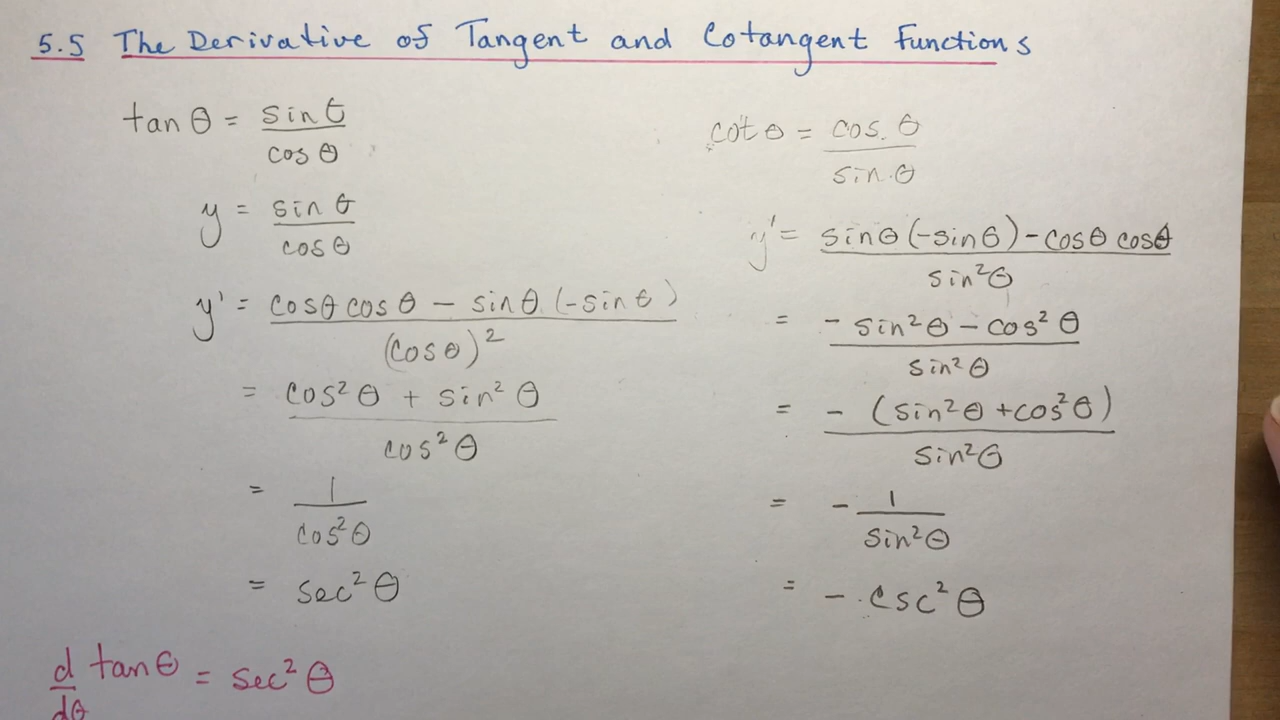 5.5 The Derivative of Tangent and Cotangent Functions
tan θ = sin θ / cos θ
y = sin θ / cos θ
y' = cos θ cos θ − sin θ (−sin θ) / (cos θ)²
= cos² θ + sin² θ / cos² θ
= 1 / cos² θ
= sec² θ
d/dθ tan θ = sec² θ
cot θ = cos θ / sin θ
y' = sin θ (−sin θ) − cos θ cos θ / sin² θ
= − sin² θ − cos² θ / sin² θ
= − (sin² θ + cos² θ) / sin² θ
= − 1 / sin² θ
= − csc² θ